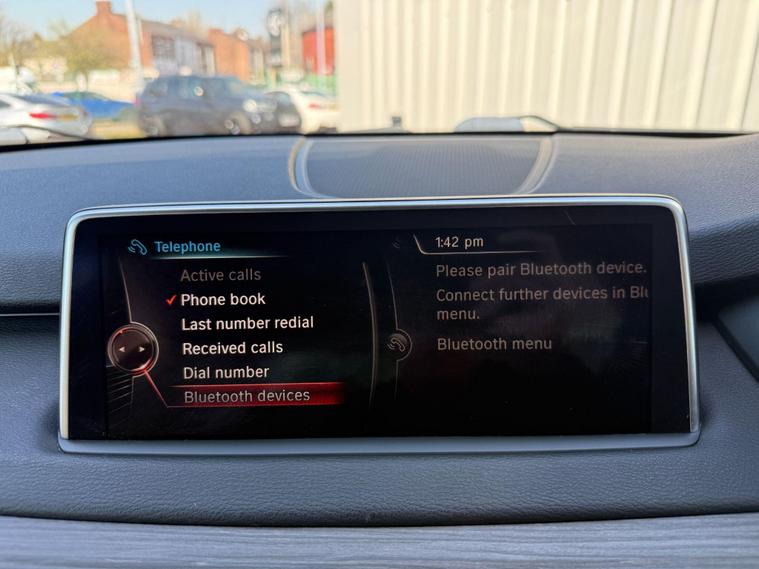 Telephone
Active calls
Phone book
Last number redial
Received calls
Dial number
Bluetooth devices
1:42 pm
Please pair Bluetooth device.
Connect further devices in Blu
menu.
Bluetooth menu